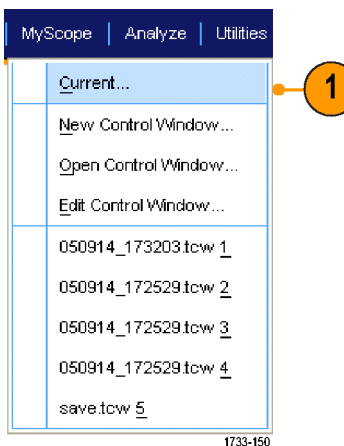 MyScope | Analyze | Utilities
Current...
1
New Control Window...
Open Control Window...
Edit Control Window...
050914_173203.tcw 1
050914_172529.tcw 2
050914_172529.tcw 3
050914_172529.tcw 4
save.tcw 5
1733-150